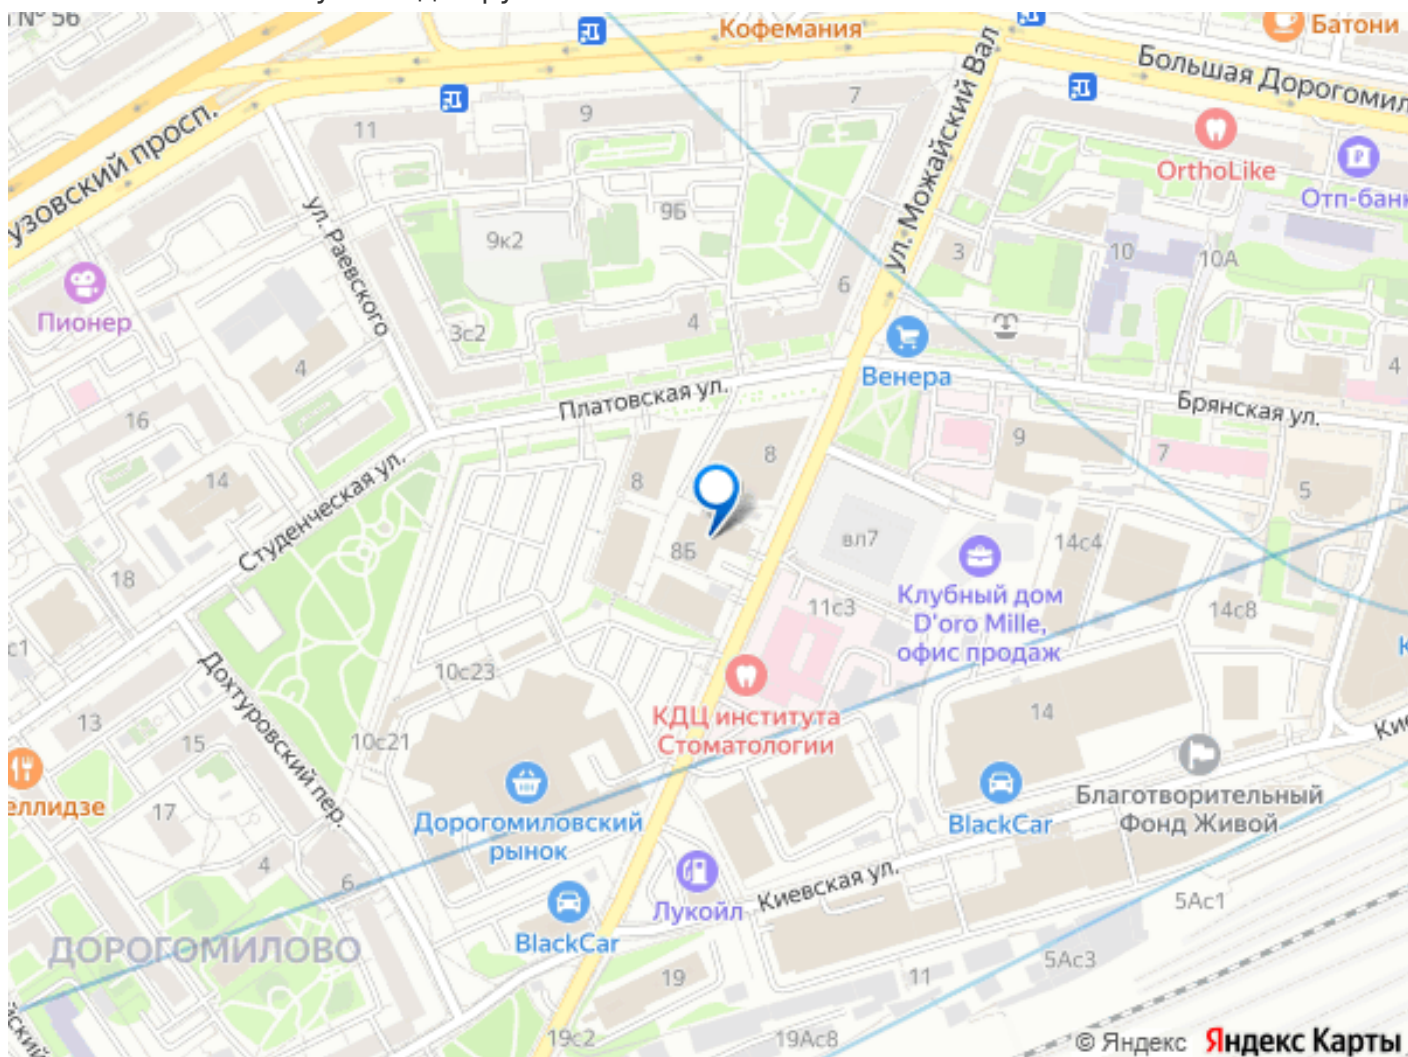 № 56
Кофемания
Батони
ул. Можайский Вал
Большая Дорогомил
узовский просп.
11
9
7
OrthoLike
Отп-банк
ул. Раевского
9к2
9Б
3
10
10А
Пионер
6
3с2
4
4
Венера
4
Платовская ул.
Брянская ул.
16
14
8
8
9
7
5
Студенческая ул.
8Б
вл7
14с4
18
11с3
14с8
Клубный дом
D'oro Mille,
офис продаж
с1
Дохтуровский пер.
10с23
КДЦ института
Стоматологии
14
13
15
10с21
Ки
еллидзе
17
Дорогомиловский
рынок
BlackCar
Благотворительный
Фонд Живой
4
6
Лукойл
Киевская ул.
5Ас1
BlackCar
ДОРОГОМИЛОВО
19
11
5Ас3
ский
19с2
19Ас8
© Яндекс Яндекс Карты